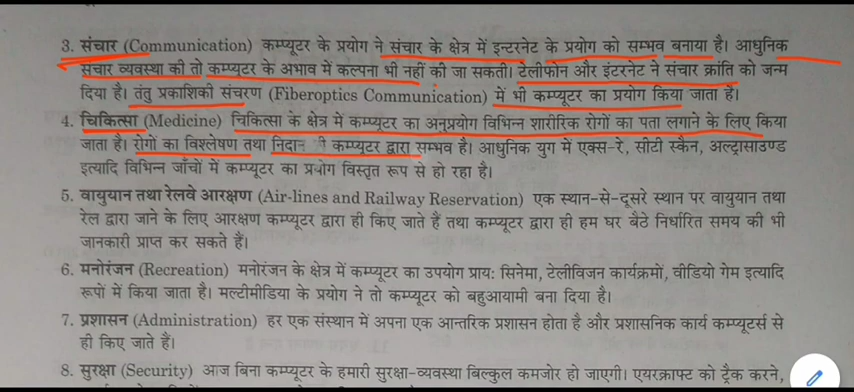 3. संचार (Communication) कम्प्यूटर के प्रयोग ने संचार के क्षेत्र में इन्टरनेट के प्रयोग को सम्भव बनाया है। आधुनिक
संचार व्यवस्था की तो कम्प्यूटर के अभाव में कल्पना भी नहीं की जा सकती। टेलीफोन और इंटरनेट ने संचार क्रांति को जन्म
दिया है। तंतु प्रकाशिकी संचरण (Fiberoptics Communication) में भी कम्प्यूटर का प्रयोग किया जाता है।
4. चिकित्सा (Medicine) चिकित्सा के क्षेत्र में कम्प्यूटर का अनुप्रयोग विभिन्न शारीरिक रोगों का पता लगाने के लिए किया
जाता है। रोगों का विश्लेषण तथा निदान भी कम्प्यूटर द्वारा सम्भव है। आधुनिक युग में एक्स-रे, सीटी स्कैन, अल्ट्रासाउण्ड
इत्यादि विभिन्न जाँचों में कम्प्यूटर का प्रयोग विस्तृत रूप से हो रहा है।
5. वायुयान तथा रेलवे आरक्षण (Air-lines and Railway Reservation) एक स्थान-से-दूसरे स्थान पर वायुयान तथा
रेल द्वारा जाने के लिए आरक्षण कम्प्यूटर द्वारा ही किए जाते हैं तथा कम्प्यूटर द्वारा ही हम घर बैठे निर्धारित समय की भी
जानकारी प्राप्त कर सकते हैं।
6. मनोरंजन (Recreation) मनोरंजन के क्षेत्र में कम्प्यूटर का उपयोग प्रायः सिनेमा, टेलीविजन कार्यक्रमों, वीडियो गेम इत्यादि
रूपों में किया जाता है। मल्टीमीडिया के प्रयोग ने तो कम्प्यूटर को बहुआयामी बना दिया है।
7. प्रशासन (Administration) हर एक संस्थान में अपना एक आन्तरिक प्रशासन होता है और प्रशासनिक कार्य कम्प्यूटर्स से
ही किए जाते हैं।
8. सुरक्षा (Security) आज बिना कम्प्यूटर के हमारी सुरक्षा-व्यवस्था बिल्कुल कमजोर हो जाएगी। एयरक्राफ्ट को ट्रैक करने,